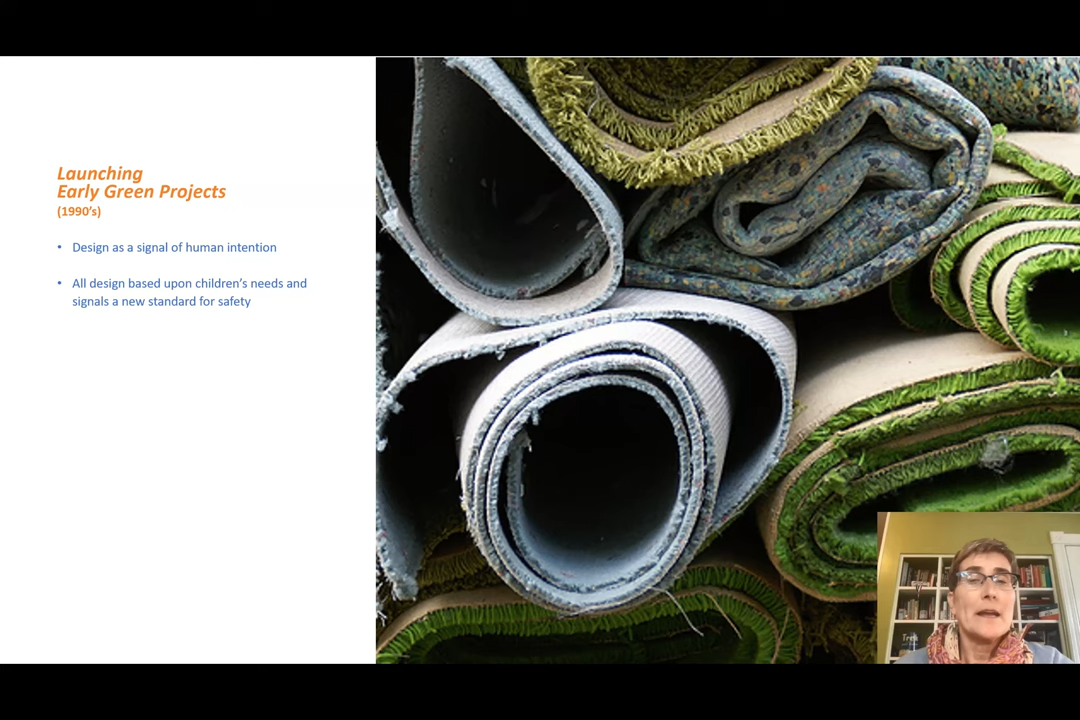 Launching
Early Green Projects
(1990's)
• Design as a signal of human intention
• All design based upon children's needs and
signals a new standard for safety